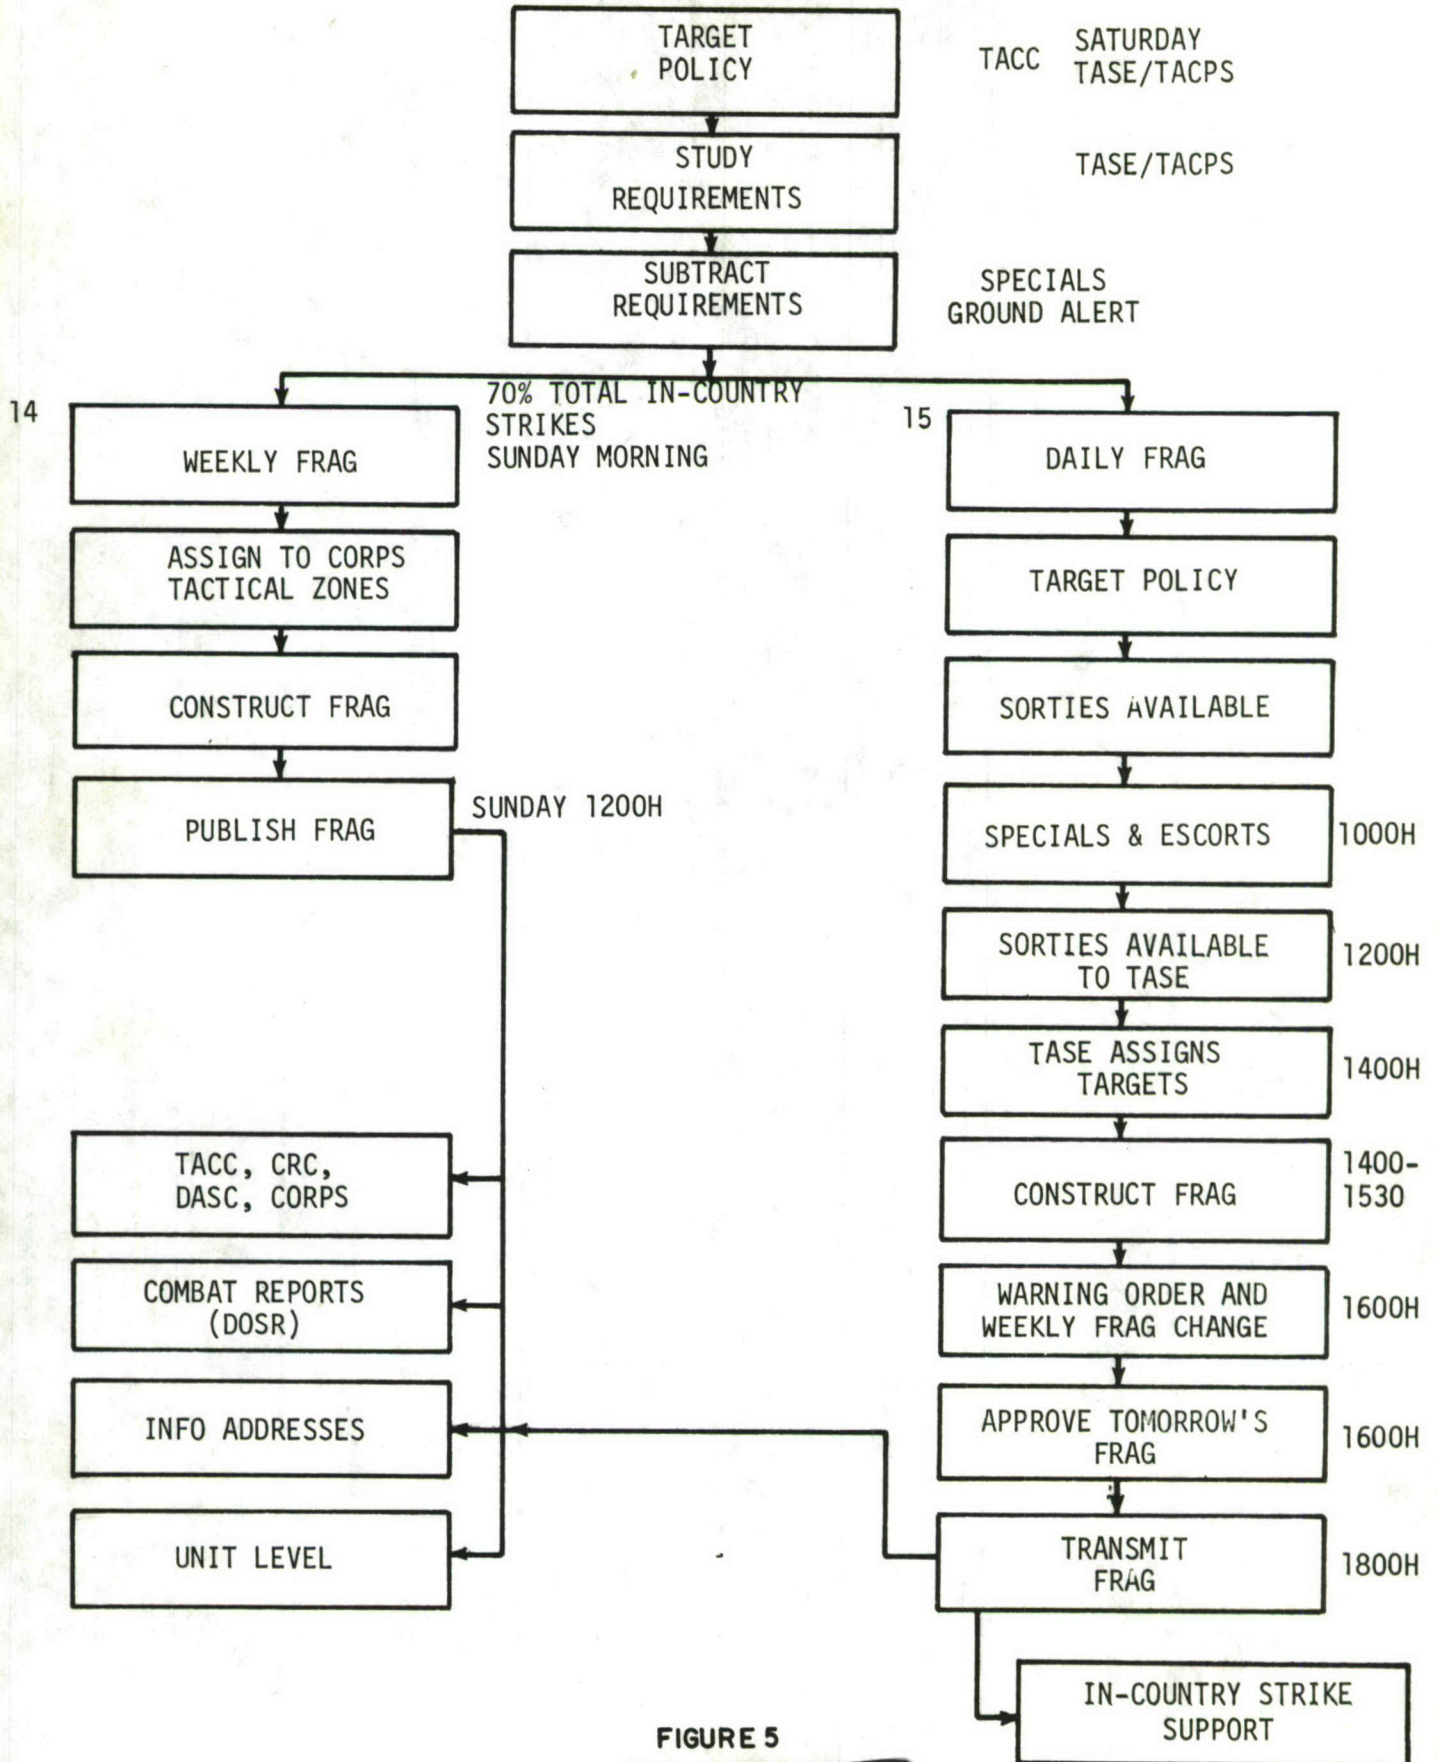 TARGET
POLICY
TACC
SATURDAY
TASE/TACPS
STUDY
REQUIREMENTS
TASE/TACPS
SUBTRACT
REQUIREMENTS
SPECIALS
GROUND ALERT
70% TOTAL IN-COUNTRY
STRIKES
SUNDAY MORNING
14
WEEKLY FRAG
ASSIGN TO CORPS
TACTICAL ZONES
CONSTRUCT FRAG
PUBLISH FRAG
SUNDAY 1200H
TACC, CRC,
DASC, CORPS
COMBAT REPORTS
(DOSR)
INFO ADDRESSES
UNIT LEVEL
15
DAILY FRAG
TARGET POLICY
SORTIES AVAILABLE
SPECIALS & ESCORTS
1000H
SORTIES AVAILABLE
TO TASE
1200H
TASE ASSIGNS
TARGETS
1400H
CONSTRUCT FRAG
1400-
1530
WARNING ORDER AND
WEEKLY FRAG CHANGE
1600H
APPROVE TOMORROW'S
FRAG
1600H
TRANSMIT
FRAG
1800H
IN-COUNTRY STRIKE
SUPPORT
FIGURE 5